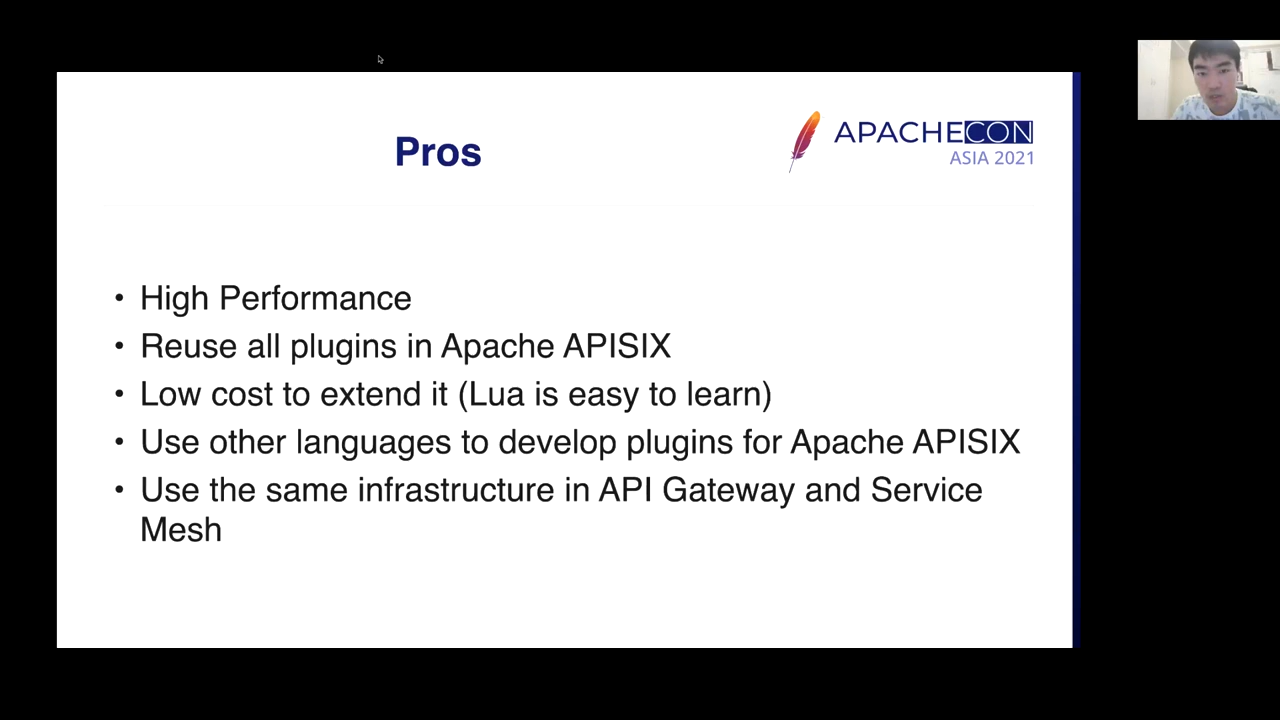 Pros
APACHECON
ASIA 2021
• High Performance
• Reuse all plugins in Apache APISIX
• Low cost to extend it (Lua is easy to learn)
• Use other languages to develop plugins for Apache APISIX
• Use the same infrastructure in API Gateway and Service
Mesh